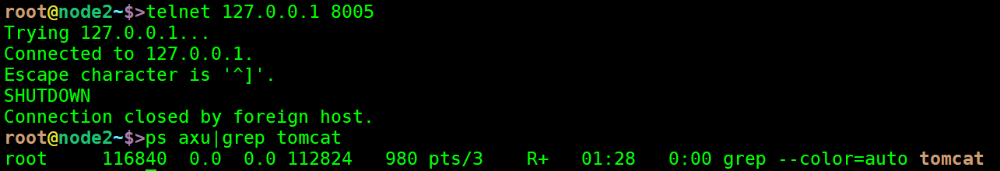 root@node2~$>telnet 127.0.0.1 8005
Trying 127.0.0.1...
Connected to 127.0.0.1.
Escape character is '^]'.
SHUTDOWN
Connection closed by foreign host.
root@node2~$>ps axu|grep tomcat
root     116840  0.0  0.0 112824   980 pts/3    R+   01:28   0:00 grep --color=auto tomcat